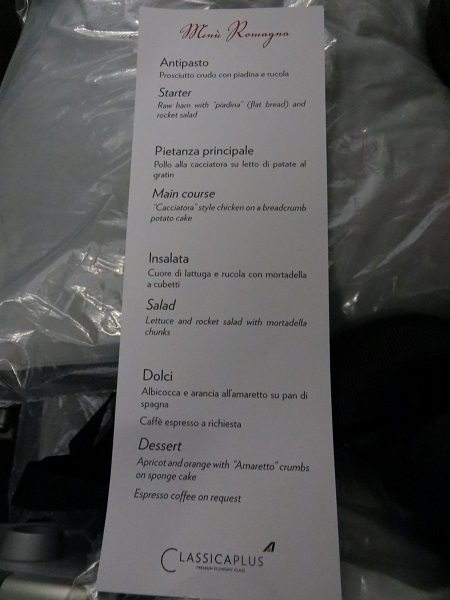 Menù Romagna
Antipasto
Prosciutto crudo con piadina e rucola
Starter
Raw ham with "piadina" (flat bread) and
rocket salad
Pietanza principale
Pollo alla cacciatora su letto di patate al
gratin
Main course
"Cacciatora" style chicken on a breadcrumb
potato cake
Insalata
Cuore di lattuga e rucola con mortadella
a cubetti
Salad
Lettuce and rocket salad with mortadella
chunks
Dolci
Albicocca e arancia all'amaretto su pan di
spagna
Caffè espresso a richiesta
Dessert
Apricot and orange with "Amaretto" crumbs
on sponge cake
Espresso coffee on request
CLASSICAPLUS
PREMIUM ECONOMY CLASS